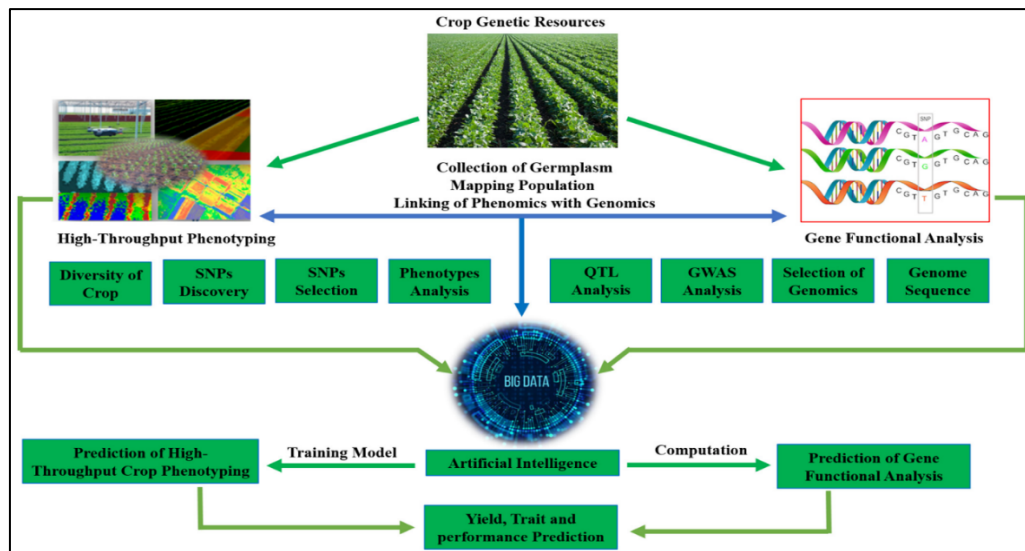 Crop Genetic Resources
SNP
C G T A G T G C A G
C G T G G T G C A G
C G T T G T G C A G
Collection of Germplasm
Mapping Population
Linking of Phenomics with Genomics
High-Throughput Phenotyping
Gene Functional Analysis
Diversity of
Crop
SNPs
Discovery
SNPs
Selection
Phenotypes
Analysis
QTL
Analysis
GWAS
Analysis
Selection of
Genomics
Genome
Sequence
BIG DATA
Prediction of High-
Throughput Crop Phenotyping
Training Model
Artificial Intelligence
Computation
Prediction of Gene
Functional Analysis
Yield, Trait and
performance Prediction